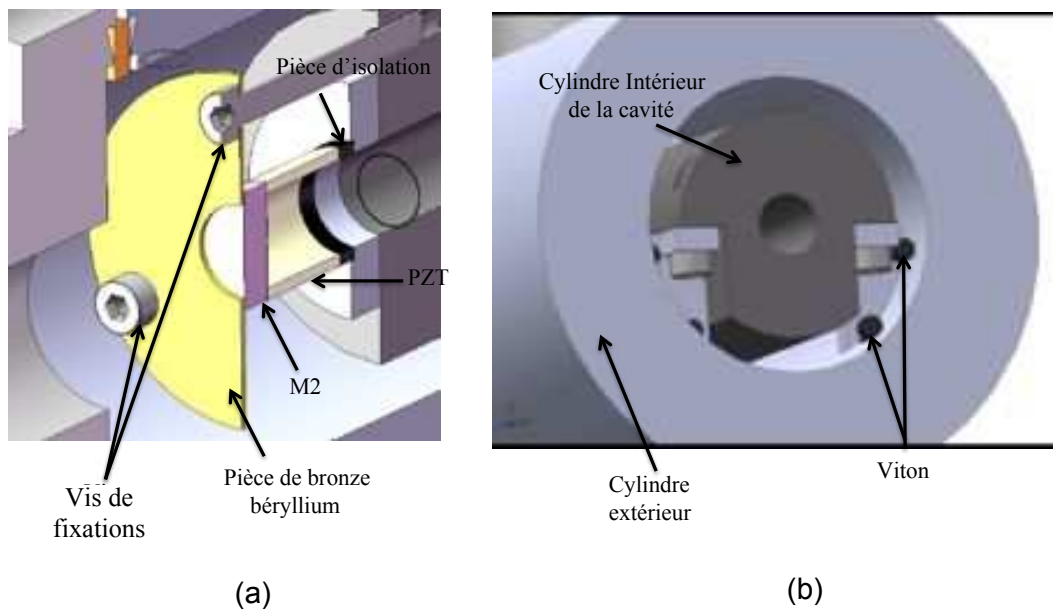 Pièce d'isolation
PZT
M2
Vis de
fixations
Pièce de bronze
béryllium
(a)
Cylindre Intérieur
de la cavité
Viton
Cylindre
extérieur
(b)